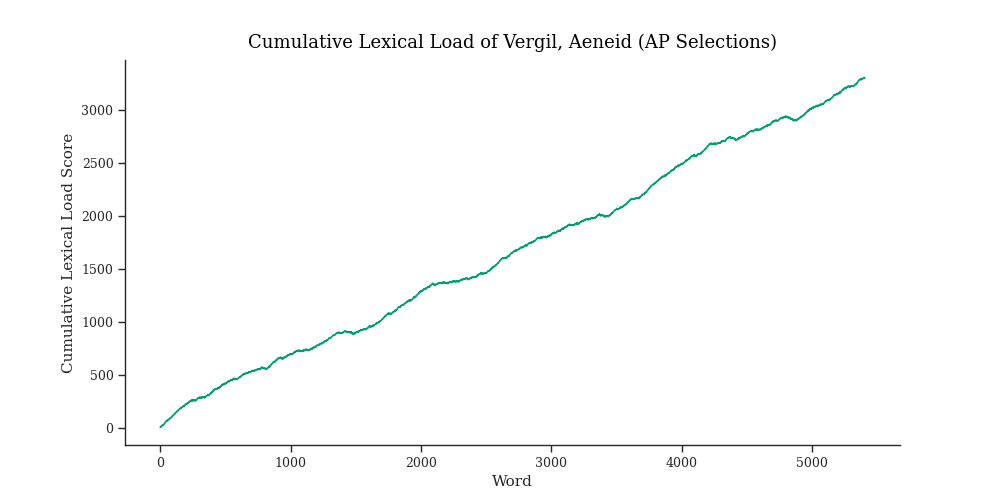 Cumulative Lexical Load of Vergil, Aeneid (AP Selections)
Cumulative Lexical Load Score
3000
2500
2000
1500
1000
500
0
0 1000 2000 3000 4000 5000
Word